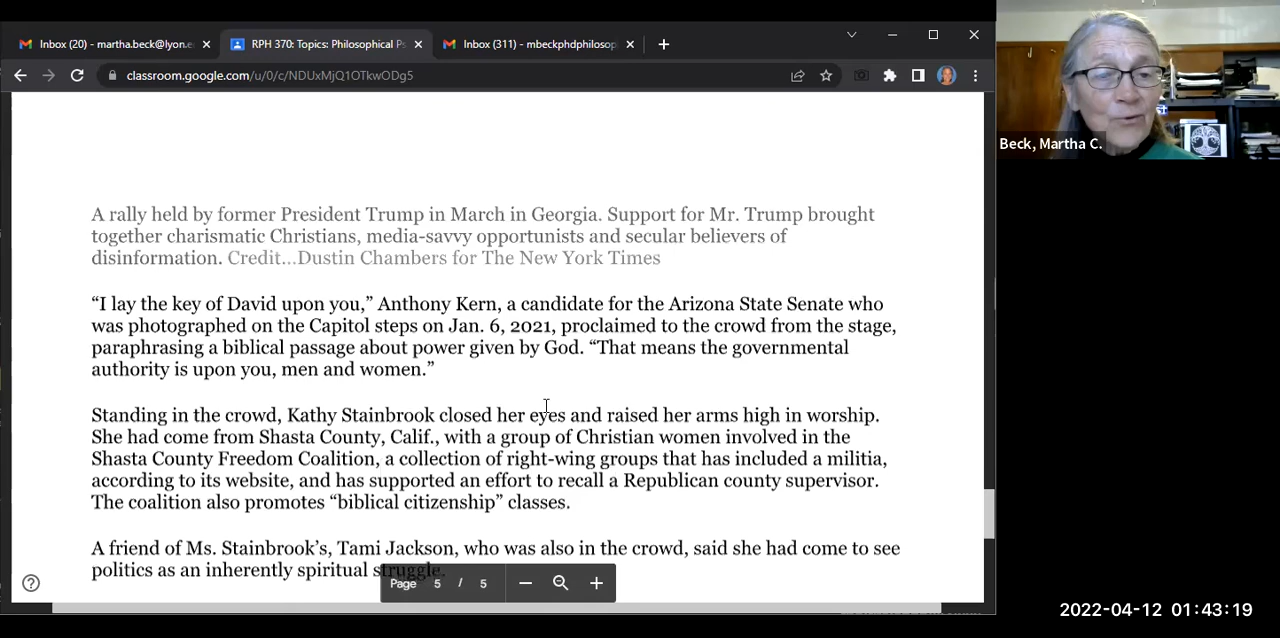 Inbox (20) - martha.beck@lyon.e
RPH 370: Topics: Philosophical Ps
Inbox (311) - mbeckphdphilosop
classroom.google.com/u/0/c/NDUxMjQ1OTkwODg5
Beck, Martha C.
A rally held by former President Trump in March in Georgia. Support for Mr. Trump brought
together charismatic Christians, media-savvy opportunists and secular believers of
disinformation. Credit...Dustin Chambers for The New York Times
“I lay the key of David upon you,” Anthony Kern, a candidate for the Arizona State Senate who
was photographed on the Capitol steps on Jan. 6, 2021, proclaimed to the crowd from the stage,
paraphrasing a biblical passage about power given by God. “That means the governmental
authority is upon you, men and women.”
Standing in the crowd, Kathy Stainbrook closed her eyes and raised her arms high in worship.
She had come from Shasta County, Calif., with a group of Christian women involved in the
Shasta County Freedom Coalition, a collection of right-wing groups that has included a militia,
according to its website, and has supported an effort to recall a Republican county supervisor.
The coalition also promotes “biblical citizenship” classes.
A friend of Ms. Stainbrook’s, Tami Jackson, who was also in the crowd, said she had come to see
politics as an inherently spiritual struggle.
Page 5 / 5
2022-04-12 01:43:19